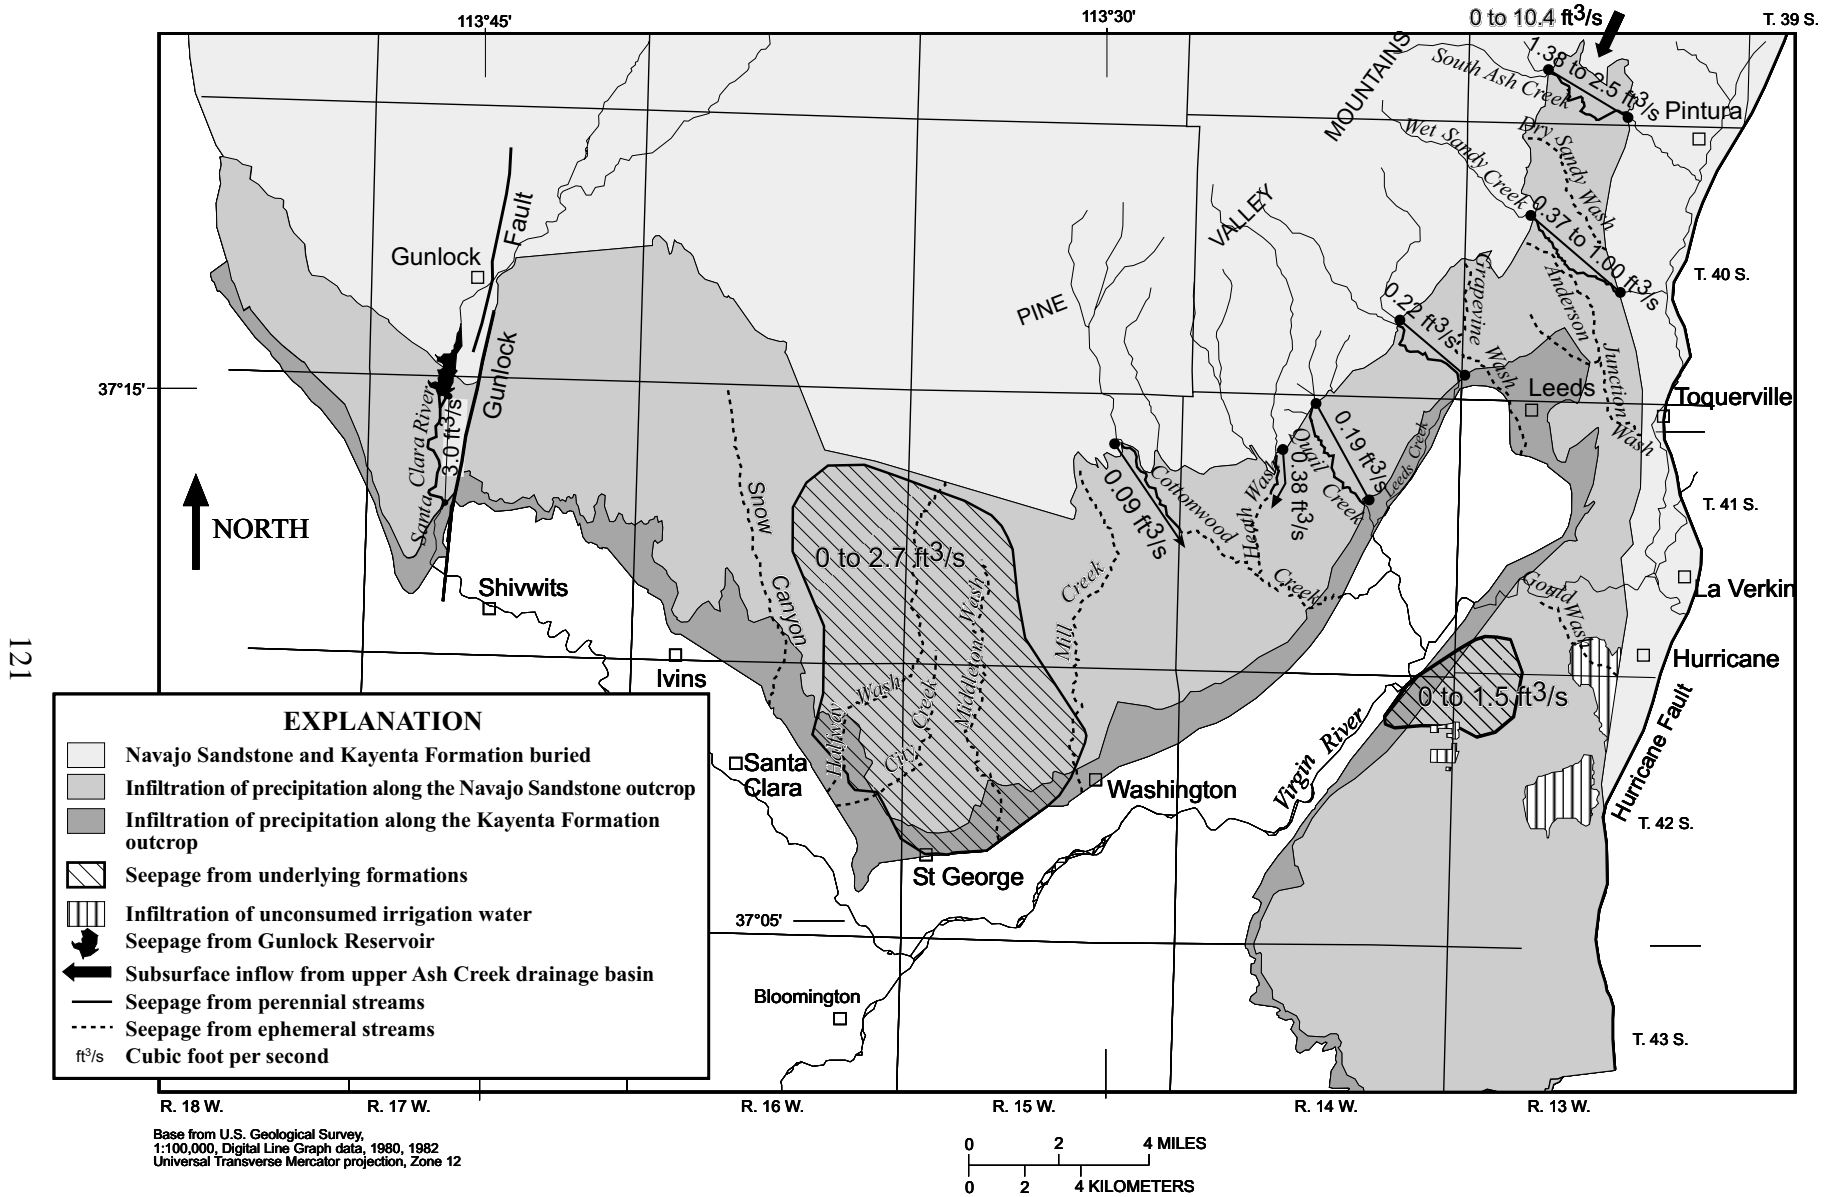 113°45'
113°30'
0 to 10.4 ft3/s
T. 39 S.
MOUNTAINS
South Ash Creek
1.38 to 2.5 ft3/s
Pintura
Wet Sandy Creek
Dry Sandy Wash
0.37 to 1.00 ft3/s
T. 40 S.
VALLEY
PINE
Gunlock
Fault
Gunlock
Grapevine Wash
Anderson Junction Wash
0.22 ft3/s
37°15'
Leeds
Toquerville
Santa Clara River
3.0 ft3/s
0.19 ft3/s
Leeds Creek
Quail Creek
0.38 ft3/s
Heath Wash
Cottonwood Creek
0.09 ft3/s
T. 41 S.
NORTH
Snow Canyon
0 to 2.7 ft3/s
Mill Creek
Middleton Wash
Shivwits
Gould Wash
La Verkin
121
Ivins
Hurricane
0 to 1.5 ft3/s
Halfway Wash
City Creek
Virgin River
Hurricane Fault
Santa
Clara
Washington
T. 42 S.
St George
37°05'
Bloomington
T. 43 S.
EXPLANATION
Navajo Sandstone and Kayenta Formation buried
Infiltration of precipitation along the Navajo Sandstone outcrop
Infiltration of precipitation along the Kayenta Formation
outcrop
Seepage from underlying formations
Infiltration of unconsumed irrigation water
Seepage from Gunlock Reservoir
Subsurface inflow from upper Ash Creek drainage basin
Seepage from perennial streams
Seepage from ephemeral streams
ft3/s Cubic foot per second
R. 18 W.
R. 17 W.
R. 16 W.
R. 15 W.
R. 14 W.
R. 13 W.
Base from U.S. Geological Survey,
1:100,000, Digital Line Graph data, 1980, 1982
Universal Transverse Mercator projection, Zone 12
0 2 4 MILES
0 2 4 KILOMETERS